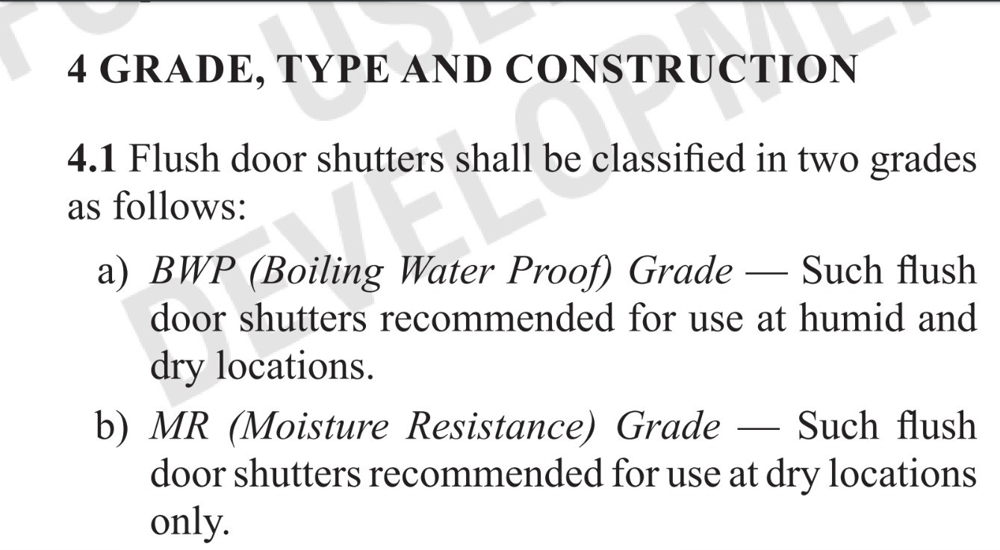 4 GRADE, TYPE AND CONSTRUCTION
4.1 Flush door shutters shall be classified in two grades
as follows:
a) BWP (Boiling Water Proof) Grade — Such flush
door shutters recommended for use at humid and
dry locations.
b) MR (Moisture Resistance) Grade — Such flush
door shutters recommended for use at dry locations
only.